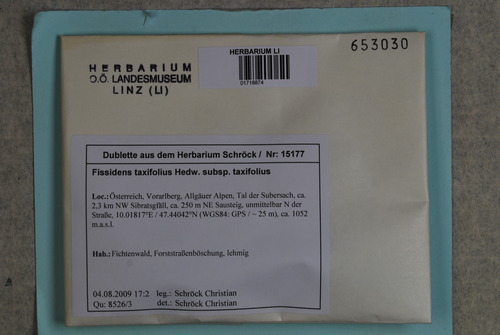 HERBARIUM
O.Ö. LANDESMUSEUM
LINZ (LI)
HERBARIUM LI
01718874
653030
Dublette aus dem Herbarium Schröck / Nr: 15177
Fissidens taxifolius Hedw. subsp. taxifolius
Loc.: Österreich, Vorarlberg, Allgäuer Alpen, Tal der Subersach, ca.
2,3 km NW Sibratsgfäll, ca. 250 m NE Sausteig, unmittelbar N der
Straße, 10.01817°E / 47.44042°N (WGS84: GPS / ~ 25 m), ca. 1052
m.a.s.l.
Hab.: Fichtenwald, Forststraßenböschung, lehmig
04.08.2009 17:2 leg.: Schröck Christian
Qu: 8526/3 det.: Schröck Christian